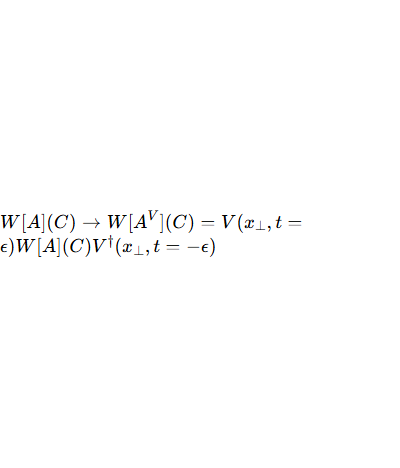 W[A](C) → W[A^V](C) = V(x_⊥, t =
ϵ)W[A](C)V^†(x_⊥, t = −ϵ)